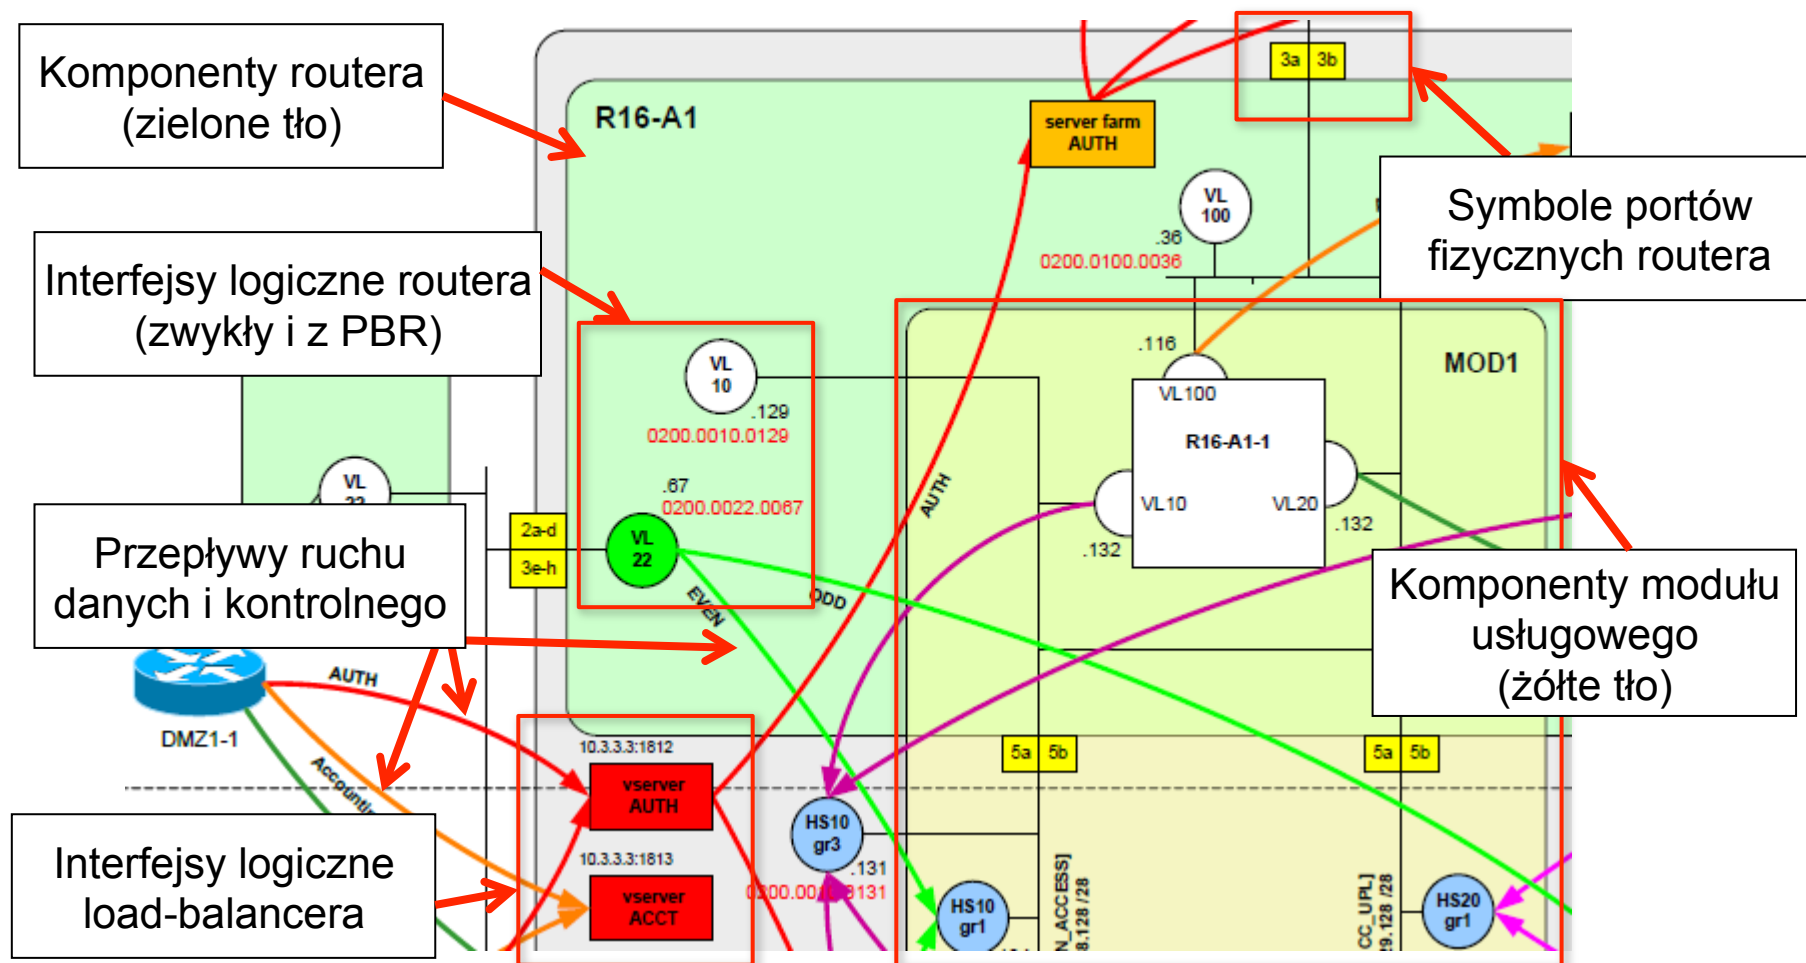 Komponenty routera
(zielone tło)
R16-A1
server farm
AUTH
3a
3b
VL
100
.36
0200.0100.0036
Symbole portów
fizycznych routera
Interfejsy logiczne routera
(zwykły i z PBR)
VL
10
.129
0200.0010.0129
.116
VL100
MOD1
R16-A1-1
VL10
VL20
.132
.132
.67
0200.0022.0067
VL
22
VL
2a-d
3e-h
AUTH
EVEN
ODD
Przepływy ruchu
danych i kontrolnego
Komponenty modułu
usługowego
(żółte tło)
AUTH
DMZ1-1
10.3.3.3:1812
vserver
AUTH
5a
5b
5a
5b
HS10
gr3
.131
10.3.3.3:1813
vserver
ACCT
Interfejsy logiczne
load-balancera
HS10
gr1
HS20
gr1